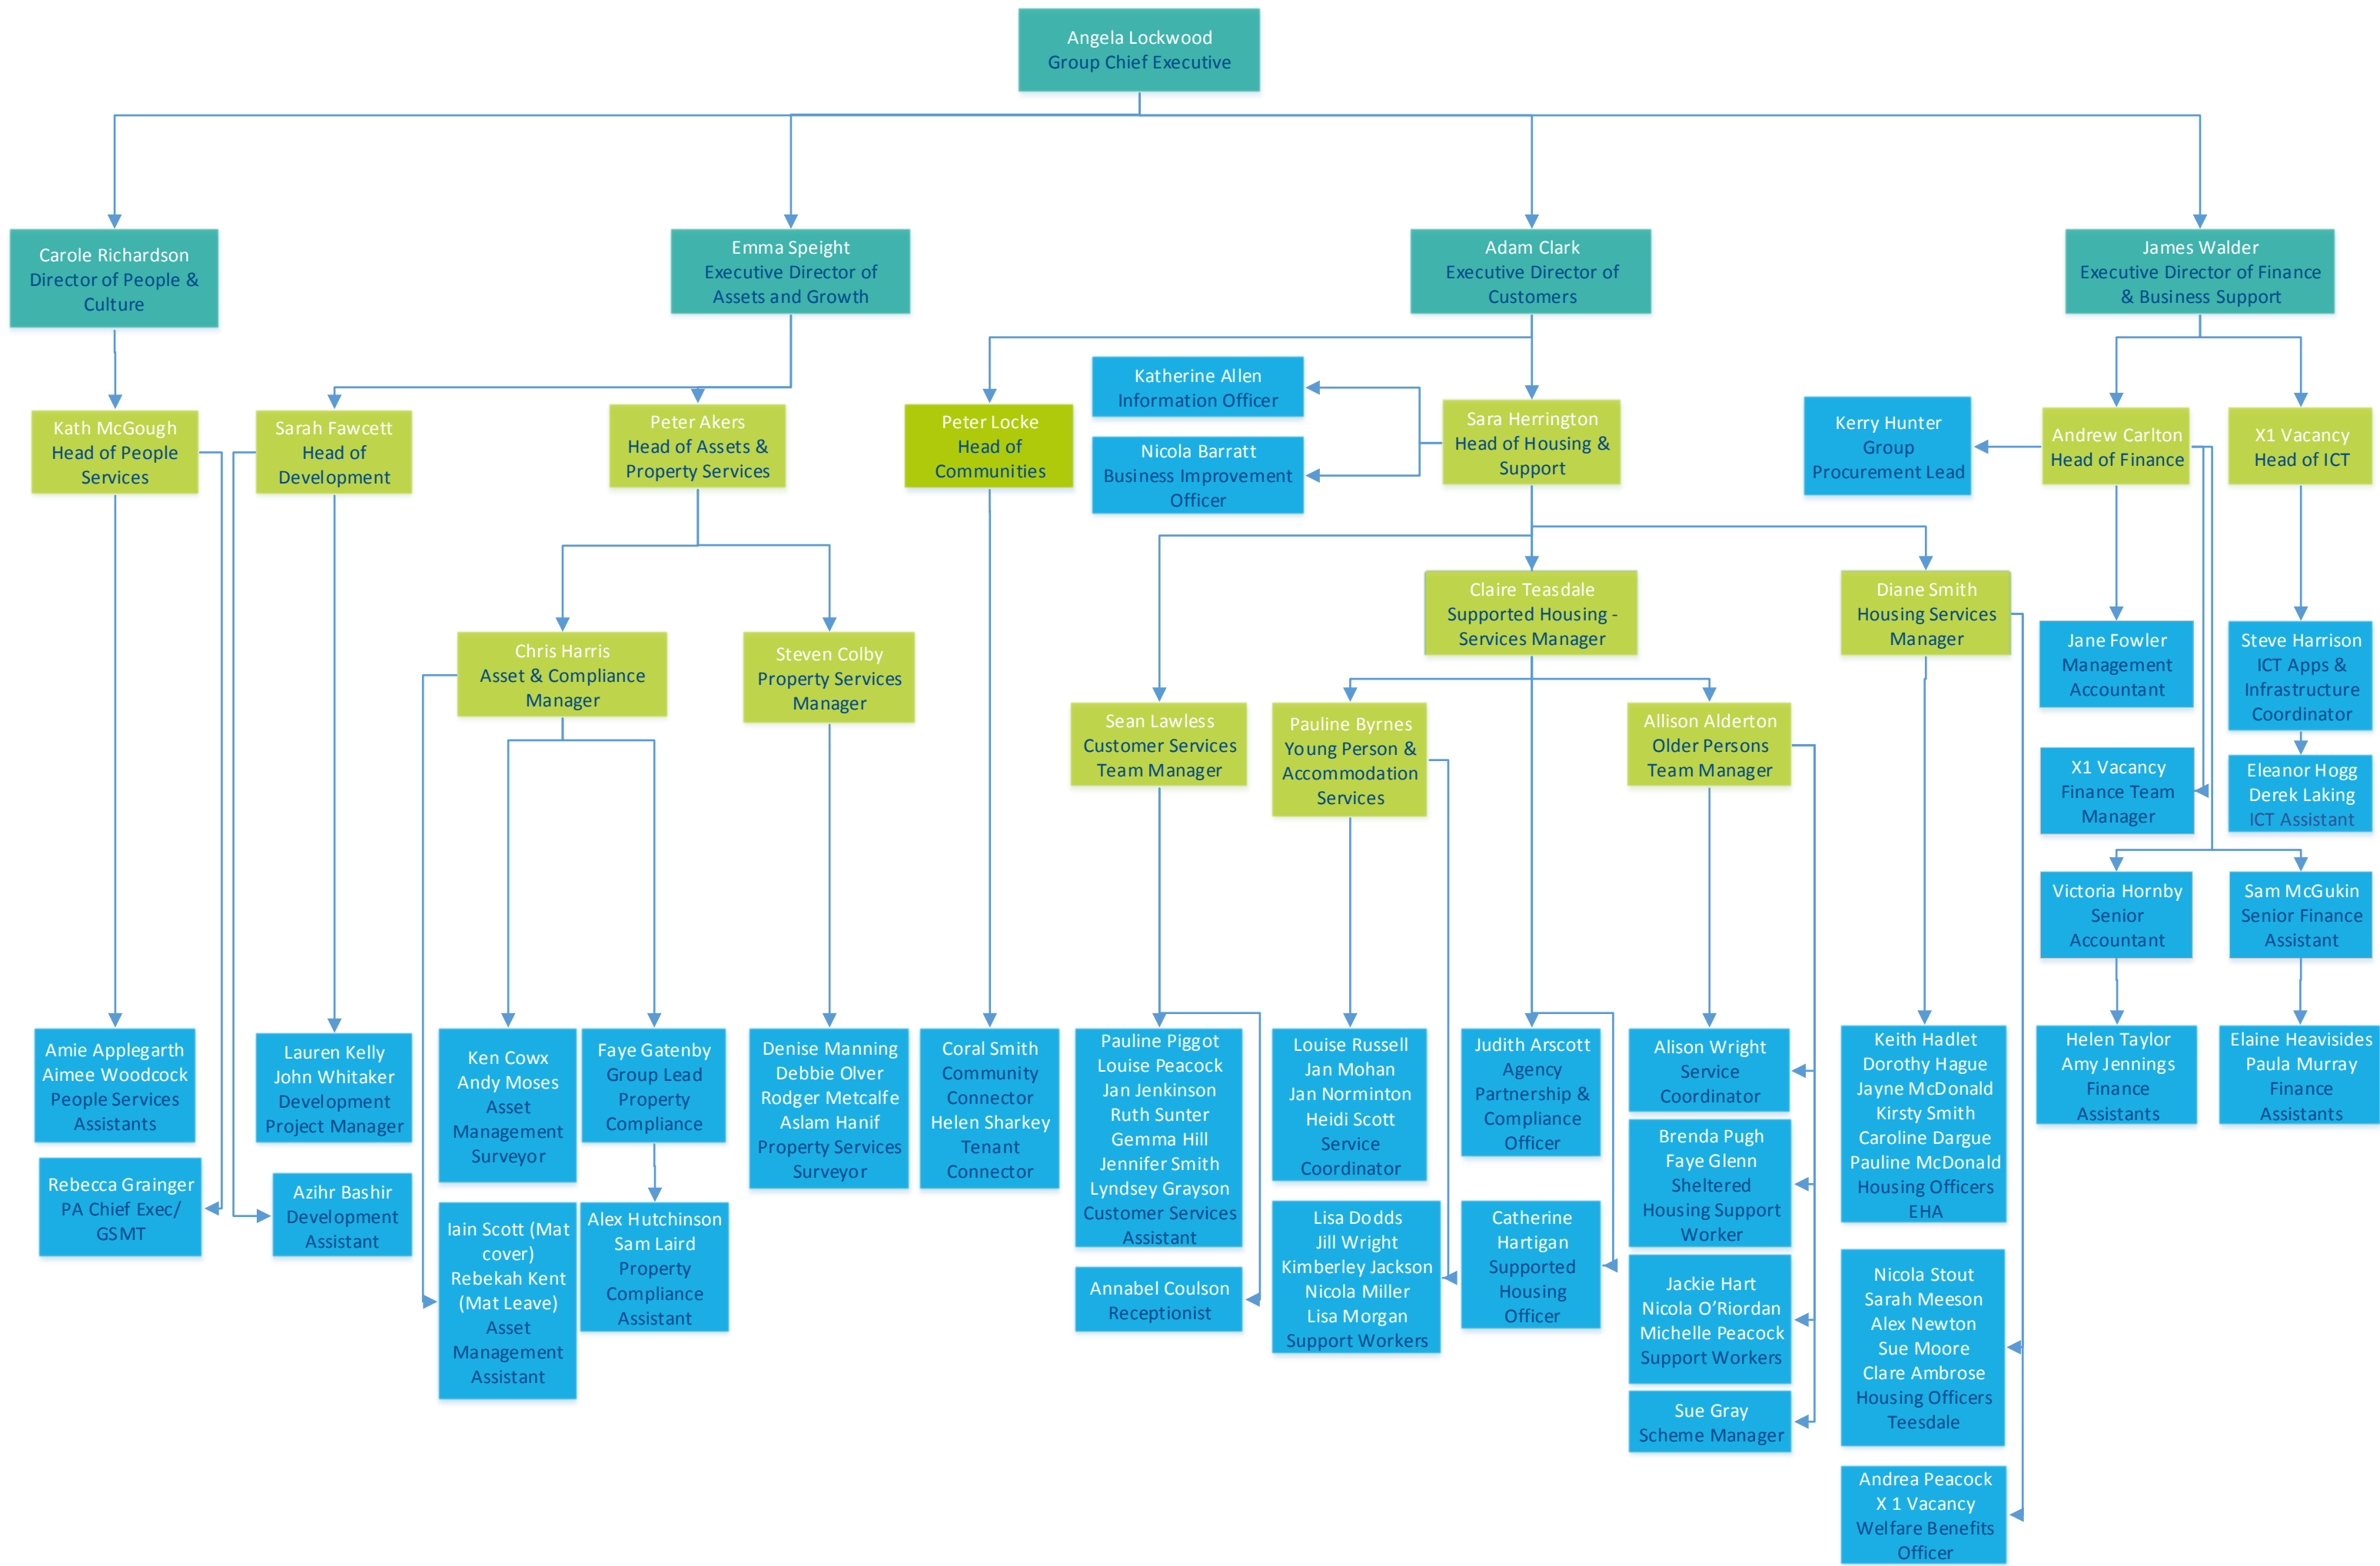 Angela Lockwood
Group Chief Executive
Carole Richardson
Director of People &
Culture
Emma Speight
Executive Director of
Assets and Growth
Adam Clark
Executive Director of
Customers
James Walder
Executive Director of Finance
& Business Support
Kath McGough
Head of People
Services
Sarah Fawcett
Head of
Development
Peter Akers
Head of Assets &
Property Services
Peter Locke
Head of
Communities
Katherine Allen
Information Officer
Nicola Barratt
Business Improvement
Officer
Sara Herrington
Head of Housing &
Support
Kerry Hunter
Group
Procurement Lead
Andrew Carlton
Head of Finance
X1 Vacancy
Head of ICT
Chris Harris
Asset & Compliance
Manager
Steven Colby
Property Services
Manager
Claire Teasdale
Supported Housing -
Services Manager
Diane Smith
Housing Services
Manager
Jane Fowler
Management
Accountant
Steve Harrison
ICT Apps &
Infrastructure
Coordinator
Sean Lawless
Customer Services
Team Manager
Pauline Byrnes
Young Person &
Accommodation
Services
Allison Alderton
Older Persons
Team Manager
X1 Vacancy
Finance Team
Manager
Eleanor Hogg
Derek Laking
ICT Assistant
Victoria Hornby
Senior
Accountant
Sam McGukin
Senior Finance
Assistant
Amie Applegarth
Aimee Woodcock
People Services
Assistants
Rebecca Grainger
PA Chief Exec/
GSMT
Lauren Kelly
John Whitaker
Development
Project Manager
Azihr Bashir
Development
Assistant
Ken Cowx
Andy Moses
Asset
Management
Surveyor
Iain Scott (Mat
cover)
Rebekah Kent
(Mat Leave)
Asset
Management
Assistant
Faye Gatenby
Group Lead
Property
Compliance
Alex Hutchinson
Sam Laird
Property
Compliance
Assistant
Denise Manning
Debbie Olver
Rodger Metcalfe
Aslam Hanif
Property Services
Surveyor
Coral Smith
Community
Connector
Helen Sharkey
Tenant
Connector
Pauline Piggot
Louise Peacock
Jan Jenkinson
Ruth Sunter
Gemma Hill
Jennifer Smith
Lyndsey Grayson
Customer Services
Assistant
Annabel Coulson
Receptionist
Louise Russell
Jan Mohan
Jan Norminton
Heidi Scott
Service
Coordinator
Lisa Dodds
Jill Wright
Kimberley Jackson
Nicola Miller
Lisa Morgan
Support Workers
Judith Arscott
Agency
Partnership &
Compliance
Officer
Catherine
Hartigan
Supported
Housing
Officer
Alison Wright
Service
Coordinator
Brenda Pugh
Faye Glenn
Sheltered
Housing Support
Worker
Jackie Hart
Nicola O’Riordan
Michelle Peacock
Support Workers
Sue Gray
Scheme Manager
Keith Hadlet
Dorothy Hague
Jayne McDonald
Kirsty Smith
Caroline Dargue
Pauline McDonald
Housing Officers
EHA
Nicola Stout
Sarah Meeson
Alex Newton
Sue Moore
Clare Ambrose
Housing Officers
Teesdale
Andrea Peacock
X 1 Vacancy
Welfare Benefits
Officer
Helen Taylor
Amy Jennings
Finance
Assistants
Elaine Heavisides
Paula Murray
Finance
Assistants